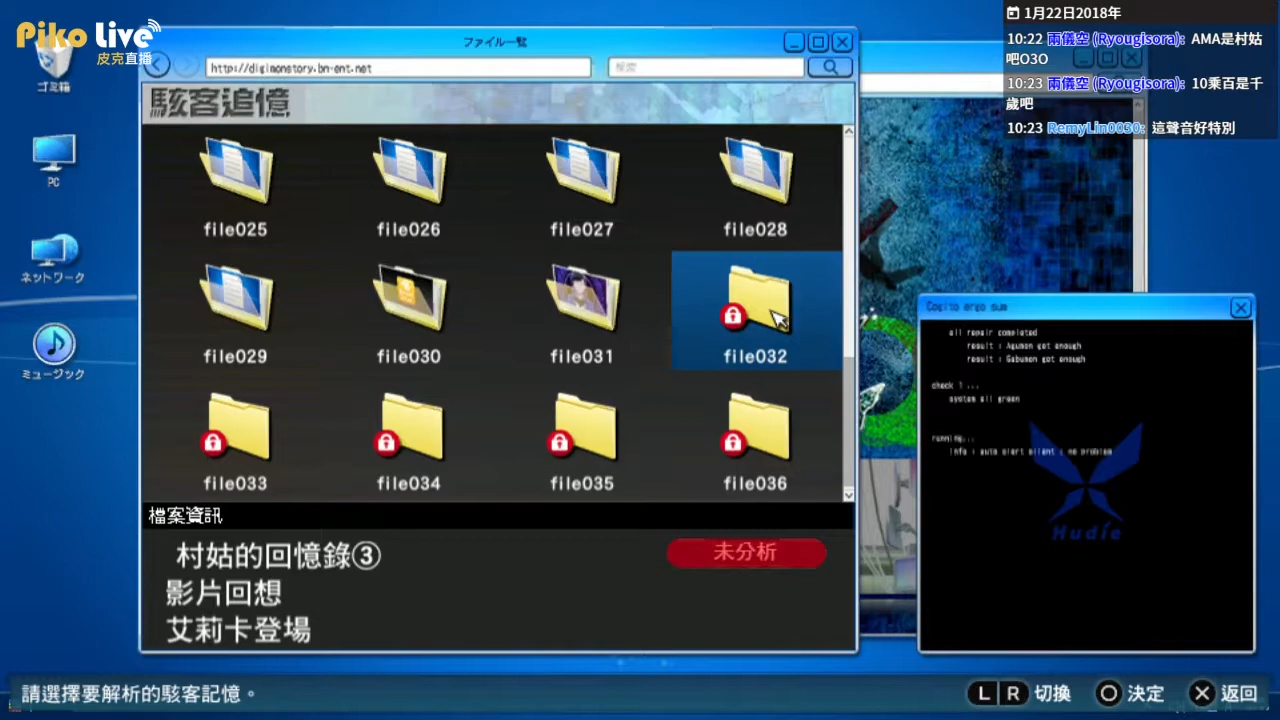 Piko Live
皮克直播
1月22日2018年
10:22 兩儀空 (Ryougisora): AMA是村姑
吧O3O
10:23 兩儀空 (Ryougisora): 10乘百是千
歲吧
10:23 RemyLin0030: 這聲音好特別
ゴミ箱
PC
ネットワーク
ミュージック
ファイル一覧
http://digimonstory.bn-ent.net
検索
駭客追憶
file025
file026
file027
file028
file029
file030
file031
file032
file033
file034
file035
file036
檔案資訊
村姑的回憶錄③
未分析
影片回想
艾莉卡登場
Cogito ergo sum
all repair completed
result : Agumon got enough
result : Gabumon got enough
check ! ...
system all green
running...
info : auto alert silent : no problem
Hudie
請選擇要解析的駭客記憶。
L R 切換
決定
返回